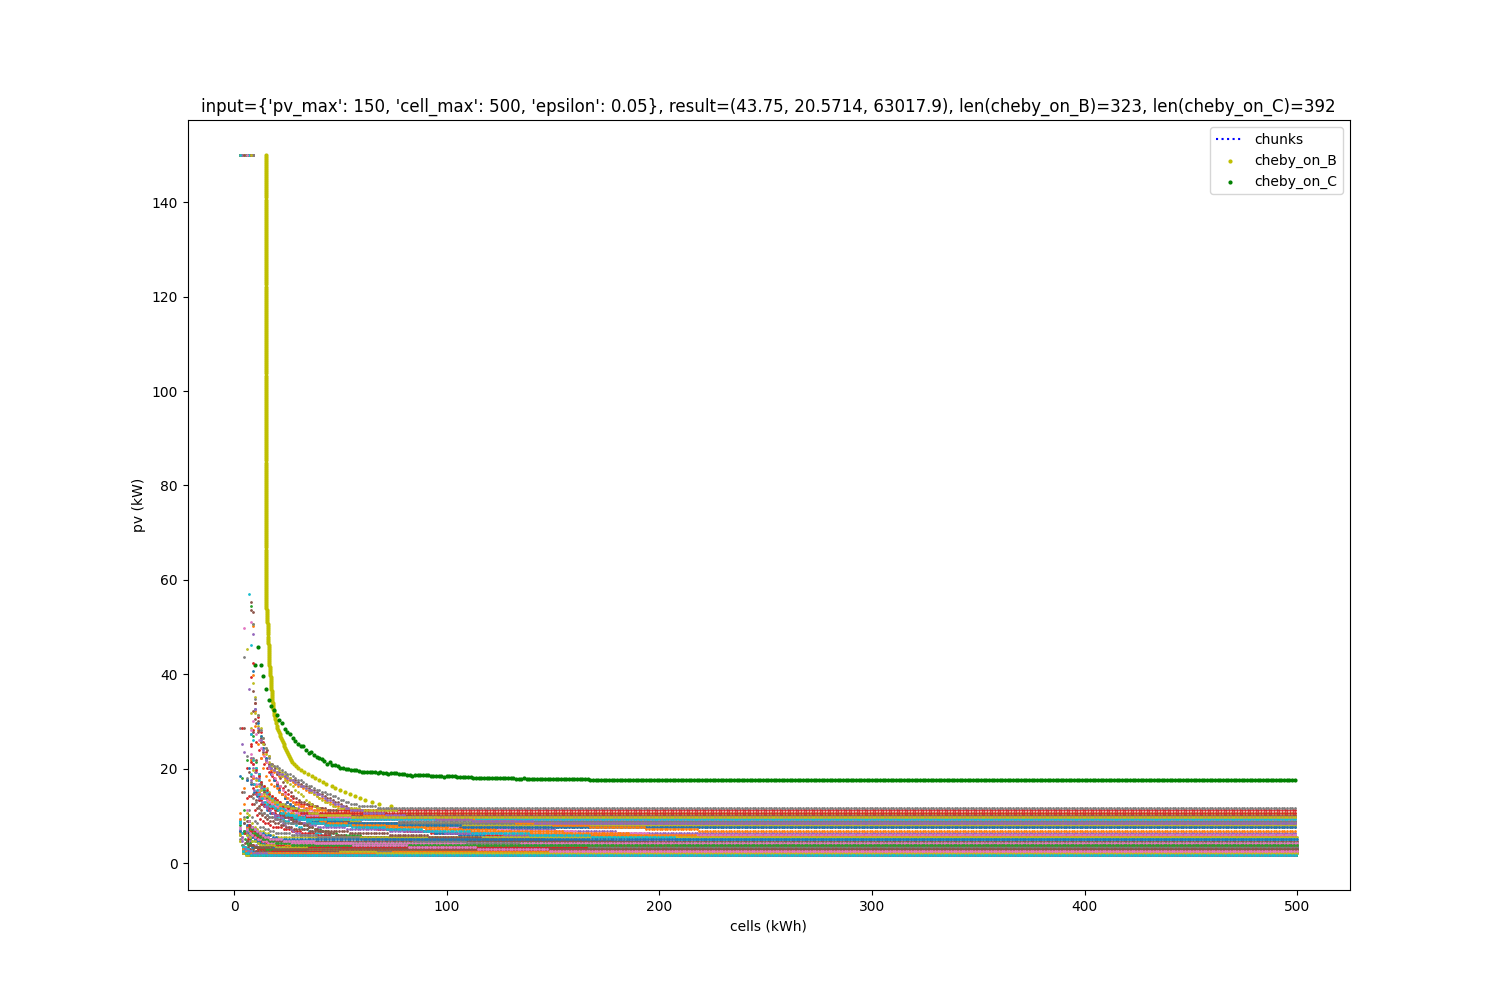 input={'pv_max': 150, 'cell_max': 500, 'epsilon': 0.05}, result=(43.75, 20.5714, 63017.9), len(cheby_on_B)=323, len(cheby_on_C)=392
chunks
cheby_on_B
cheby_on_C
140
120
100
80
60
40
20
0
pv (kW)
0 100 200 300 400 500
cells (kWh)